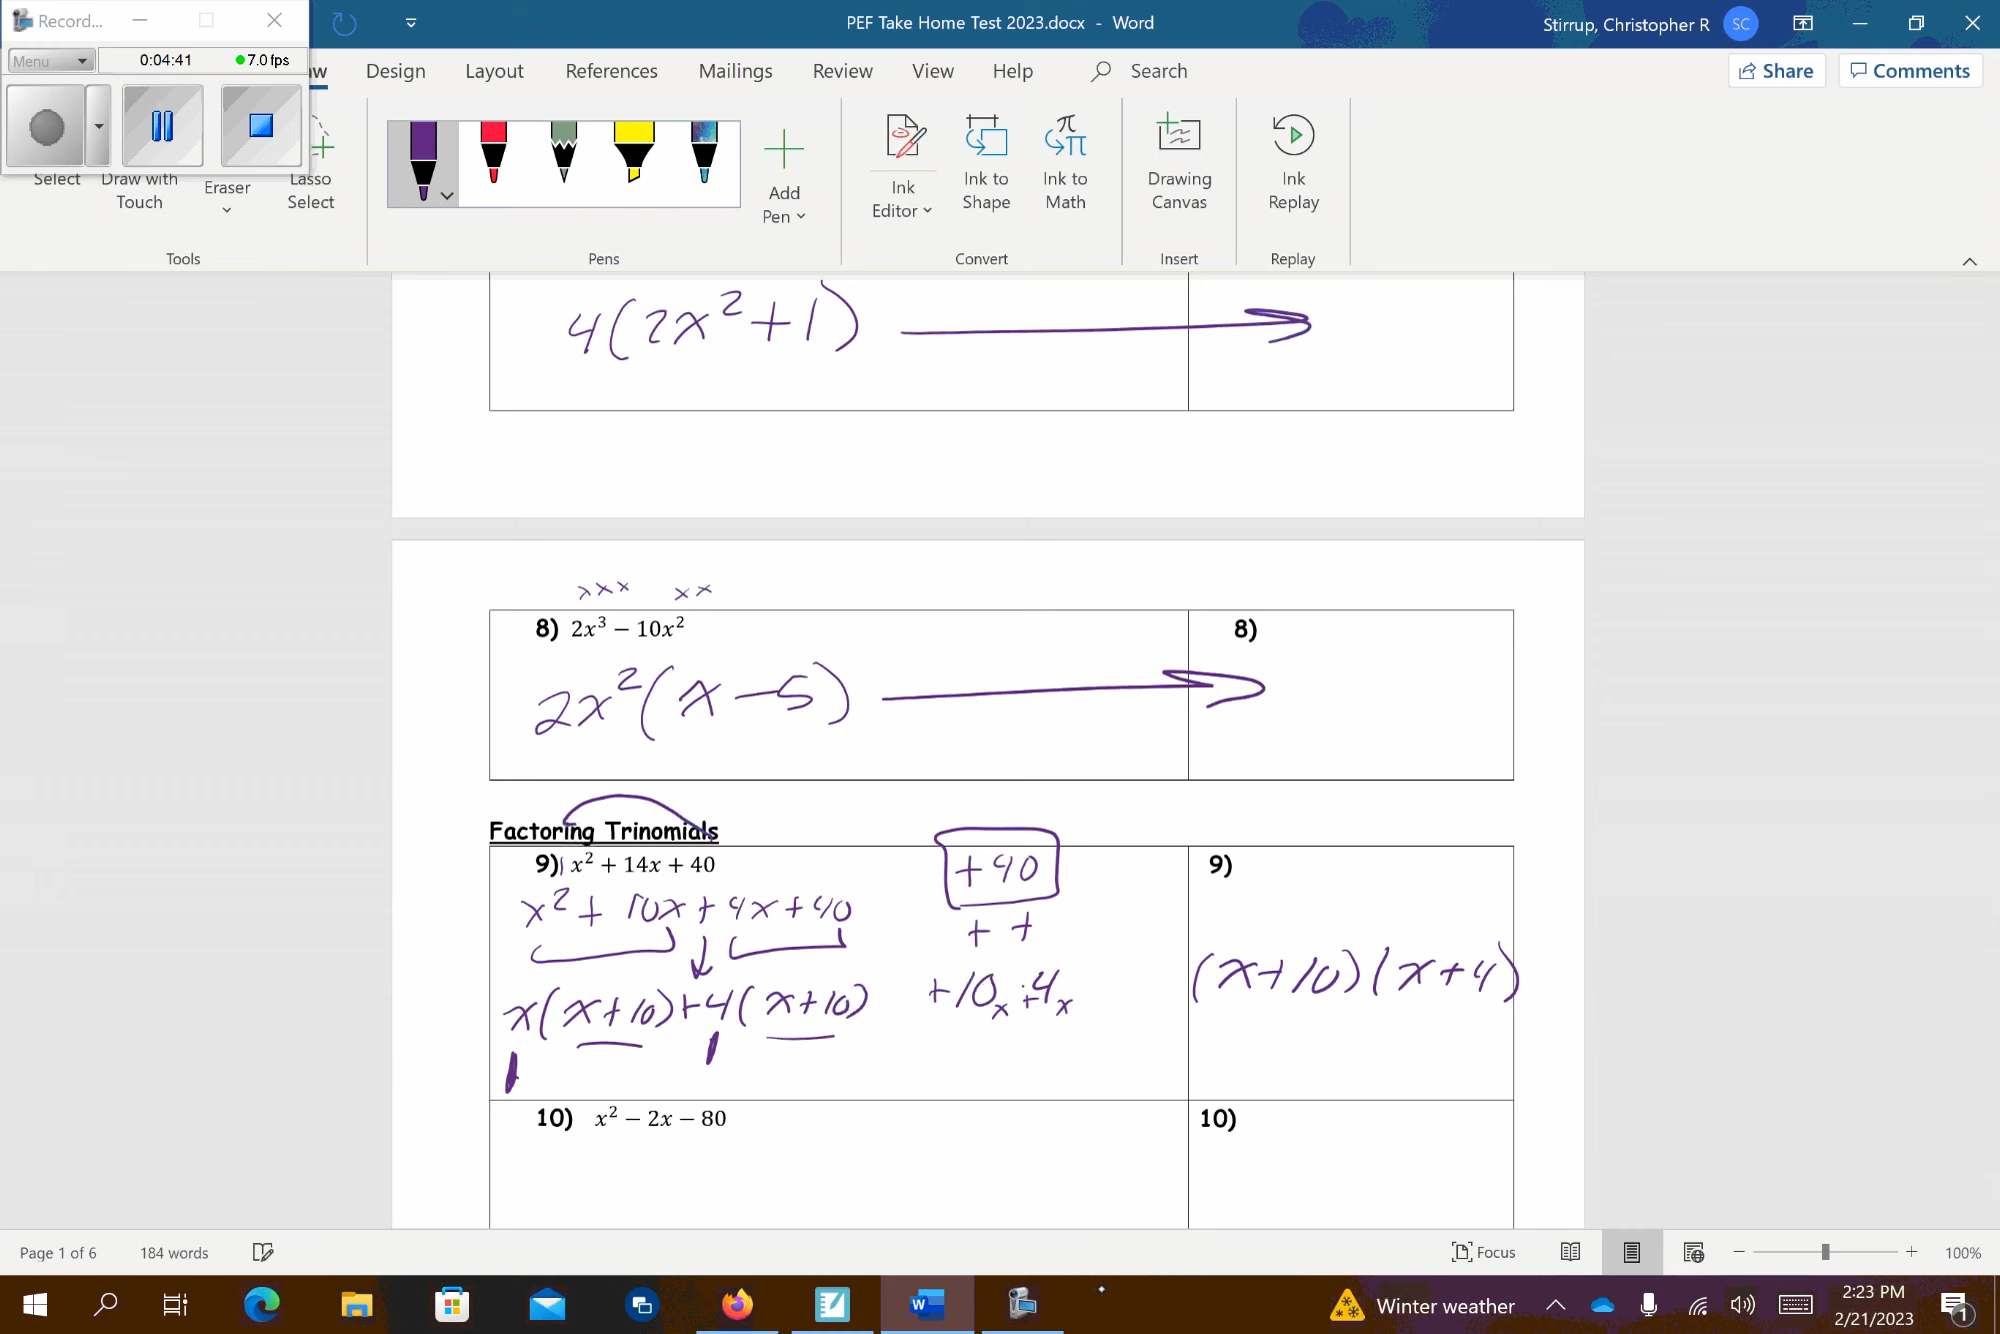 Record...
PEF Take Home Test 2023.docx - Word
Stirrup, Christopher R
SC
Menu
0:04:41
7.0 fps
aw
Design
Layout
References
Mailings
Review
View
Help
Search
Share
Comments
Select
Draw with Touch
Eraser
Lasso Select
Add Pen
Ink Editor
Ink to Shape
Ink to Math
Drawing Canvas
Ink Replay
Tools
Pens
Convert
Insert
Replay
4(2x²+1)
xxx xx
8) 2x³ − 10x²
8)
2x²(x−5)
Factoring Trinomials
9) 1x² + 14x + 40
+40
9)
x²+ 10x+4x+40
+ +
x(x+10)+4(x+10)
+10x +4x
(x+10)(x+4)
10) x² − 2x − 80
10)
Page 1 of 6
184 words
Focus
100%
Winter weather
2:23 PM
2/21/2023
1